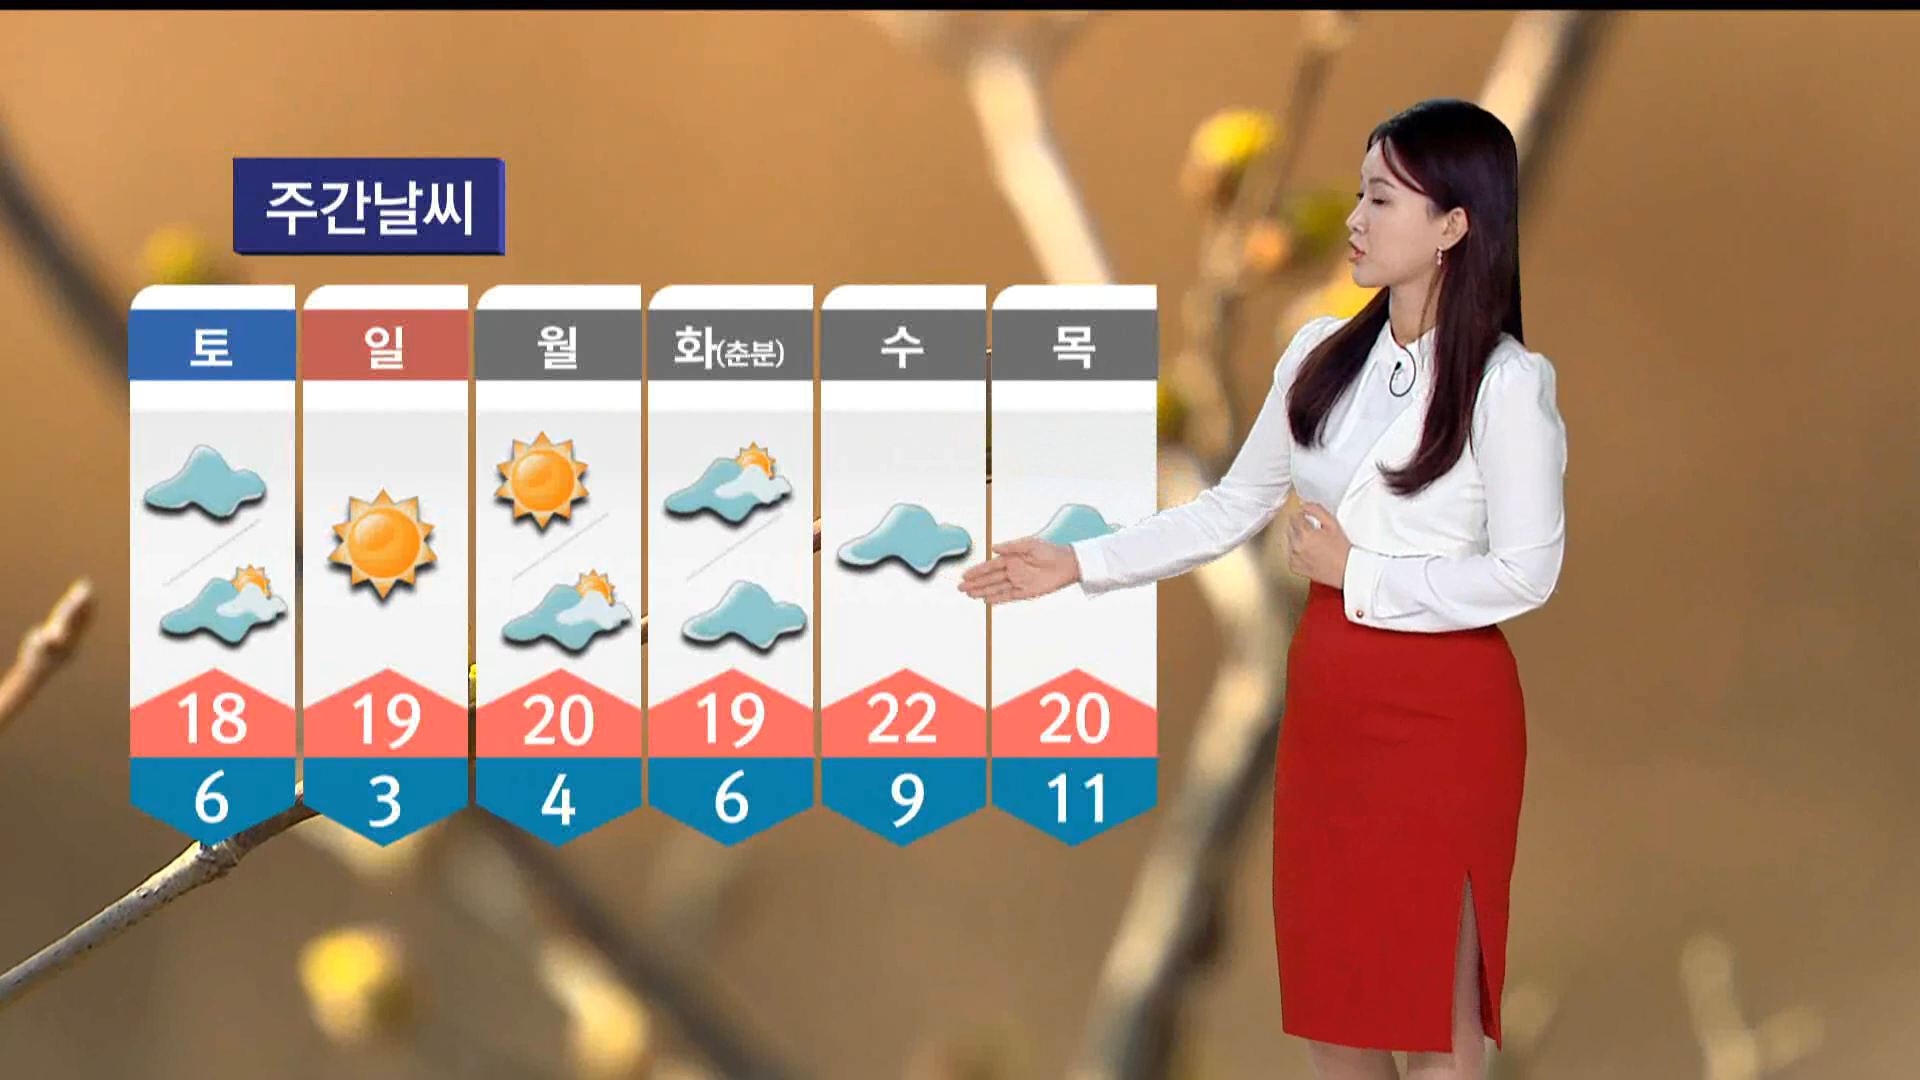 주간날씨
토 일 월 화(춘분) 수 목
18 19 20 19 22 20
6 3 4 6 9 11